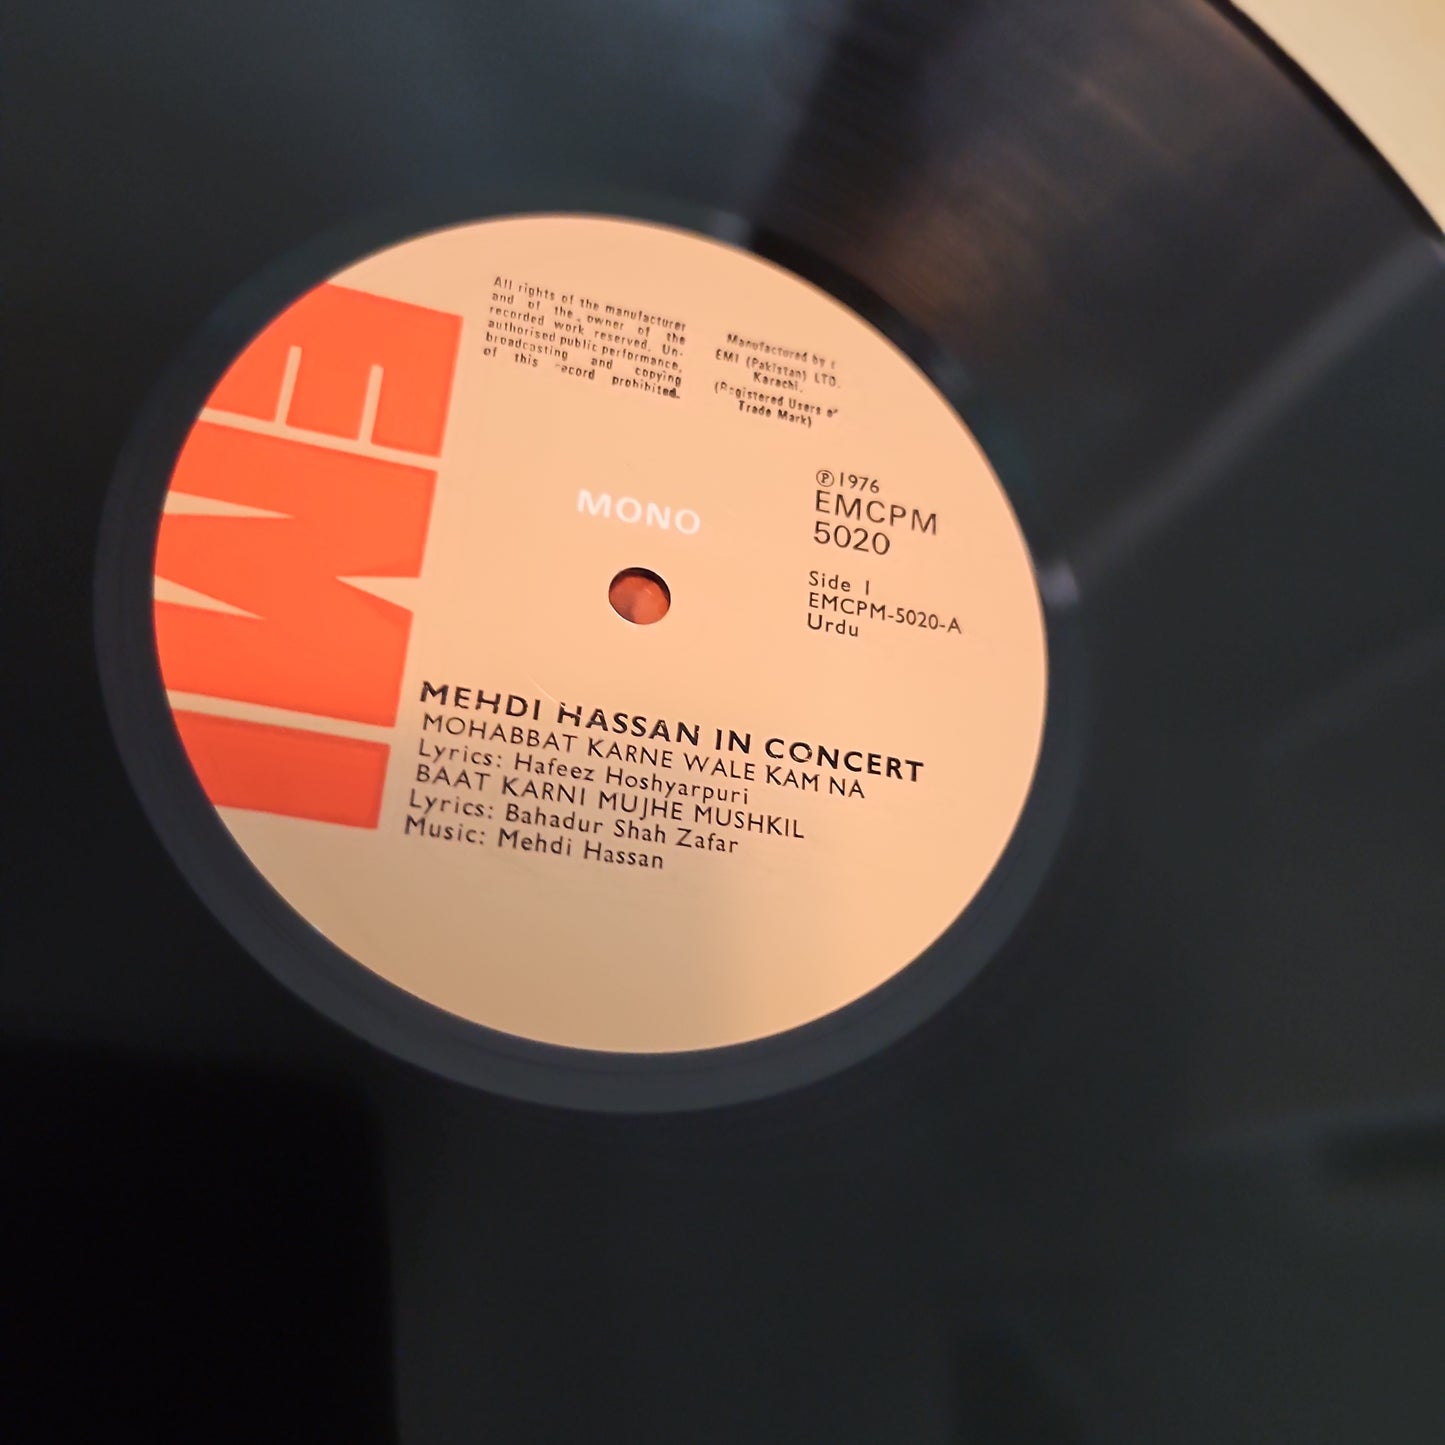 EMI
All rights of the manufacturer
and of the owner of the
recorded work reserved. Un-
authorised public performance,
broadcasting and copying
of this record prohibited.
Manufactured by
EMI (Pakistan) LTD.
Karachi.
(Registered Users of
Trade Mark)
MONO
Ⓟ1976
EMCPM
5020
Side 1
EMCPM-5020-A
Urdu
MEHDI HASSAN IN CONCERT
MOHABBAT KARNE WALE KAM NA
Lyrics: Hafeez Hoshyarpuri
BAAT KARNI MUJHE MUSHKIL
Lyrics: Bahadur Shah Zafar
Music: Mehdi Hassan